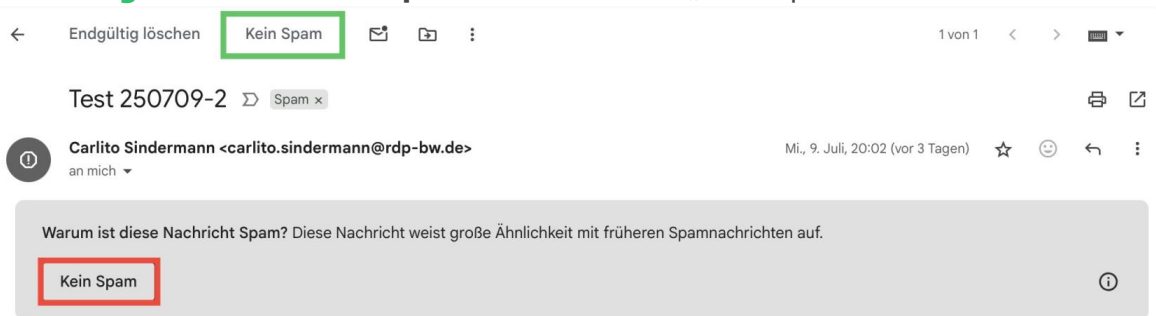 Endgültig löschen Kein Spam 1 von 1
Test 250709-2 Spam ×
Carlito Sindermann <carlito.sindermann@rdp-bw.de> Mi., 9. Juli, 20:02 (vor 3 Tagen)
an mich
Warum ist diese Nachricht Spam? Diese Nachricht weist große Ähnlichkeit mit früheren Spamnachrichten auf.
Kein Spam